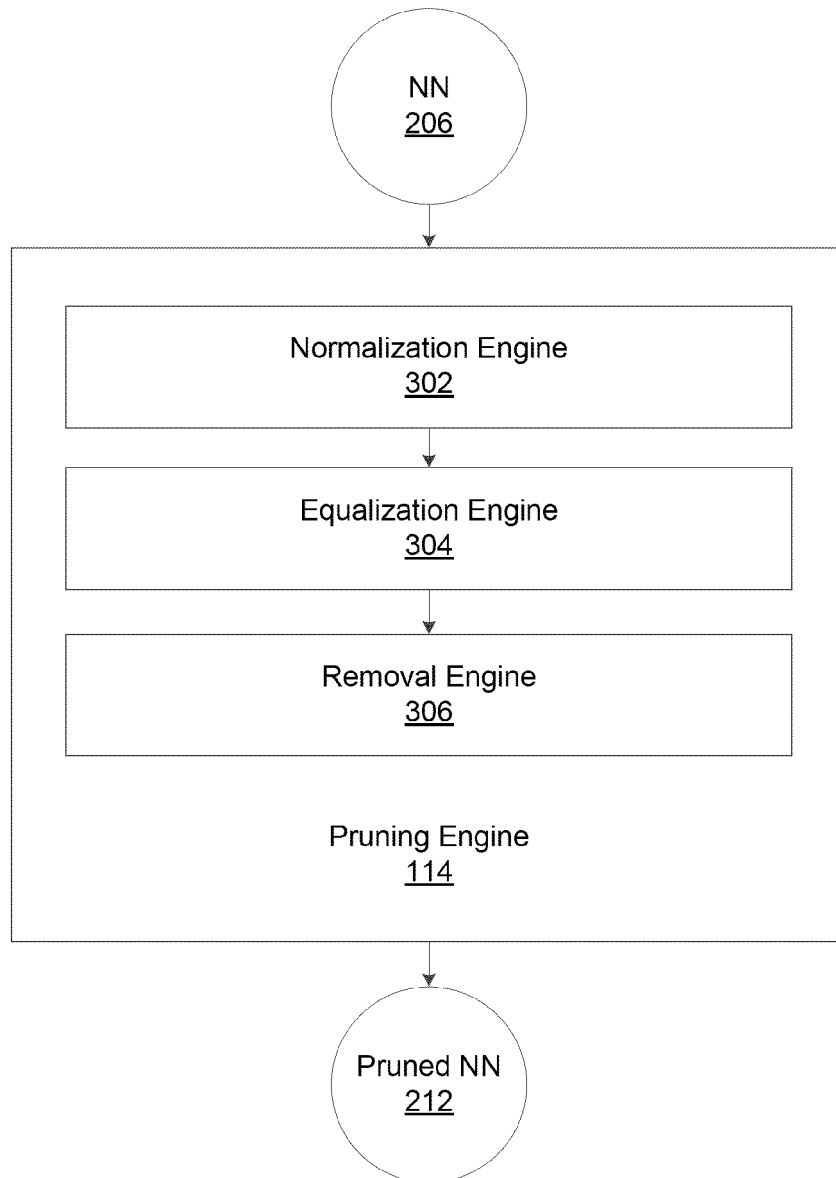 NN
206
Normalization Engine
302
Equalization Engine
304
Removal Engine
306
Pruning Engine
114
Pruned NN
212